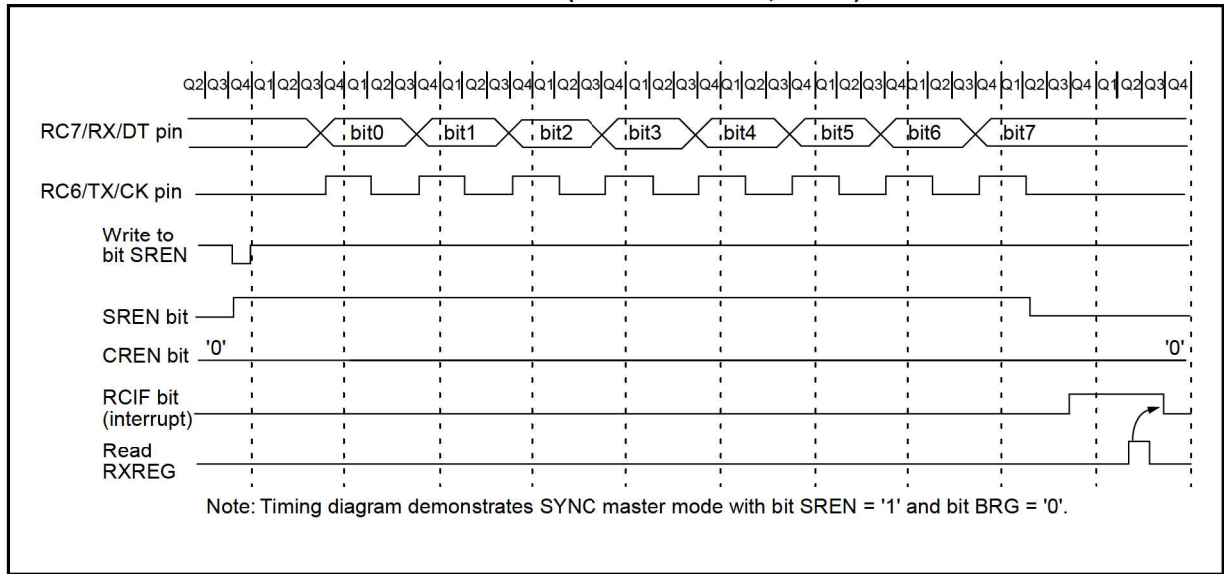 Q2|Q3|Q4|Q1|Q2|Q3|Q4|Q1|Q2|Q3|Q4|Q1|Q2|Q3|Q4|Q1|Q2|Q3|Q4|Q1|Q2|Q3|Q4|Q1|Q2|Q3|Q4|Q1|Q2|Q3|Q4|Q1|Q2|Q3|Q4|Q1|Q2|Q3|Q4|Q1|Q2|Q3|Q4
RC7/RX/DT pin bit0 bit1 bit2 bit3 bit4 bit5 bit6 bit7
RC6/TX/CK pin
Write to
bit SREN
SREN bit
CREN bit '0' '0'
RCIF bit
(interrupt)
Read
RXREG
Note: Timing diagram demonstrates SYNC master mode with bit SREN = '1' and bit BRG = '0'.